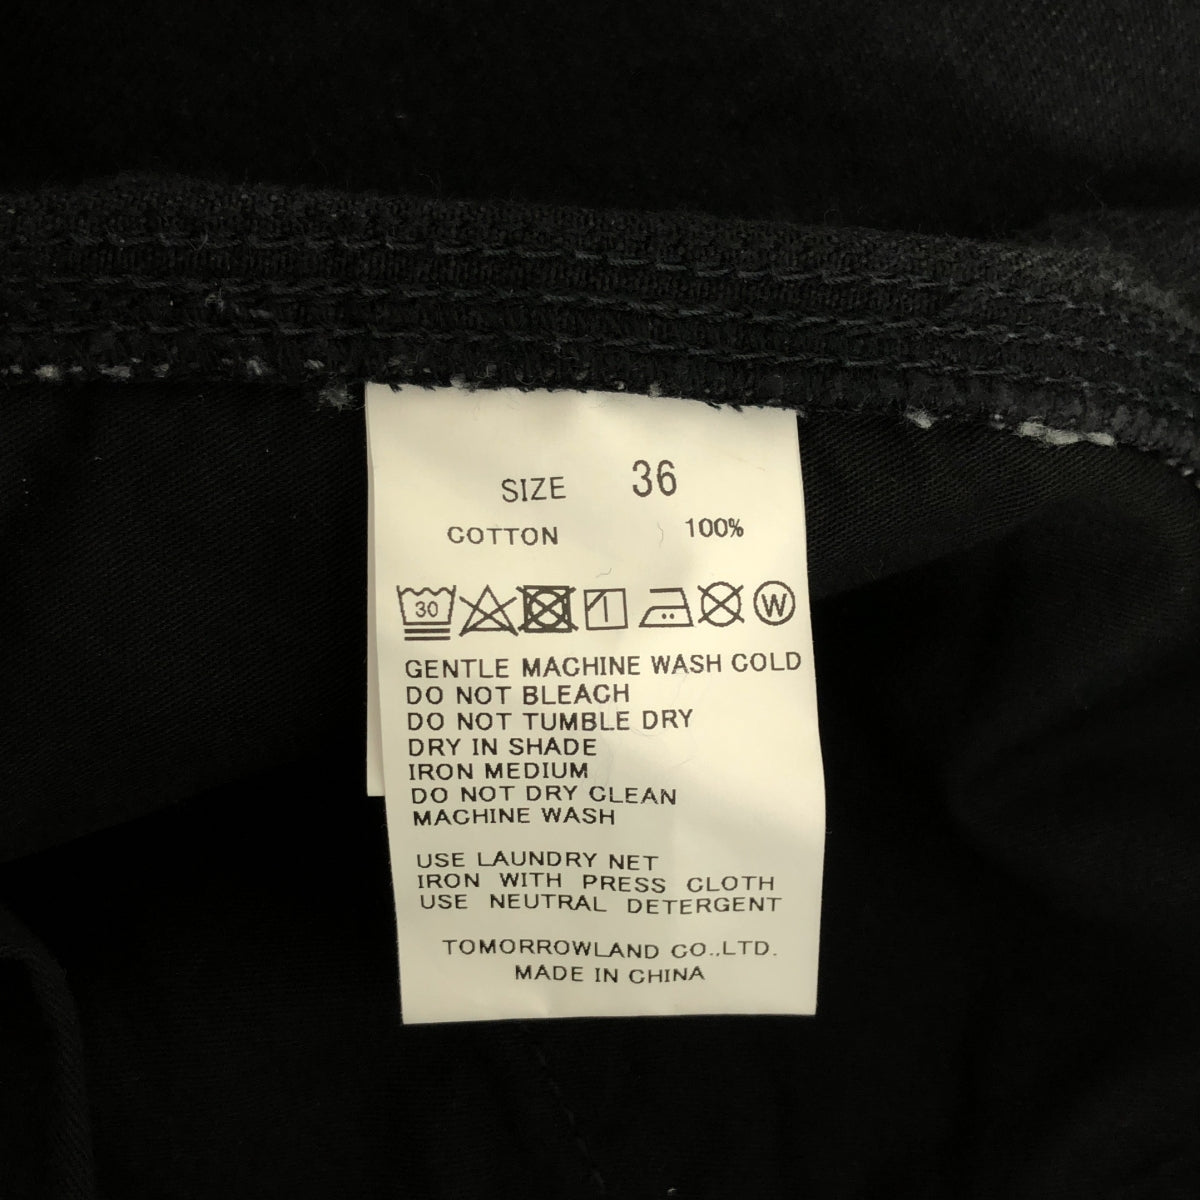 SIZE 36
COTTON 100%
30 W
GENTLE MACHINE WASH COLD
DO NOT BLEACH
DO NOT TUMBLE DRY
DRY IN SHADE
IRON MEDIUM
DO NOT DRY CLEAN
MACHINE WASH
USE LAUNDRY NET
IRON WITH PRESS CLOTH
USE NEUTRAL DETERGENT
TOMORROWLAND CO.,LTD.
MADE IN CHINA